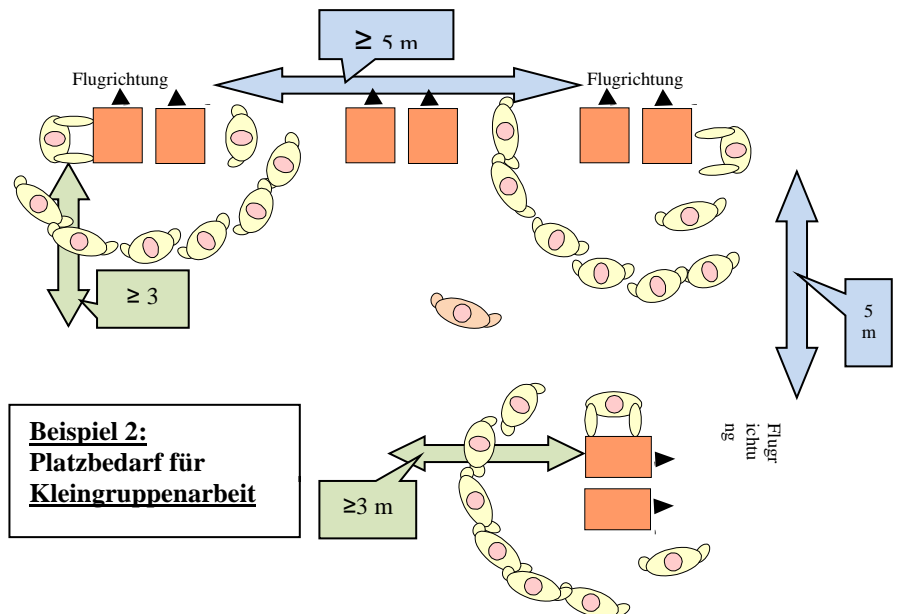 ≥ 5 m
Flugrichtung
Flugrichtung
≥ 3
5
m
Beispiel 2:
Platzbedarf für
Kleingruppenarbeit
≥3 m
Flugr
ichtu
ng